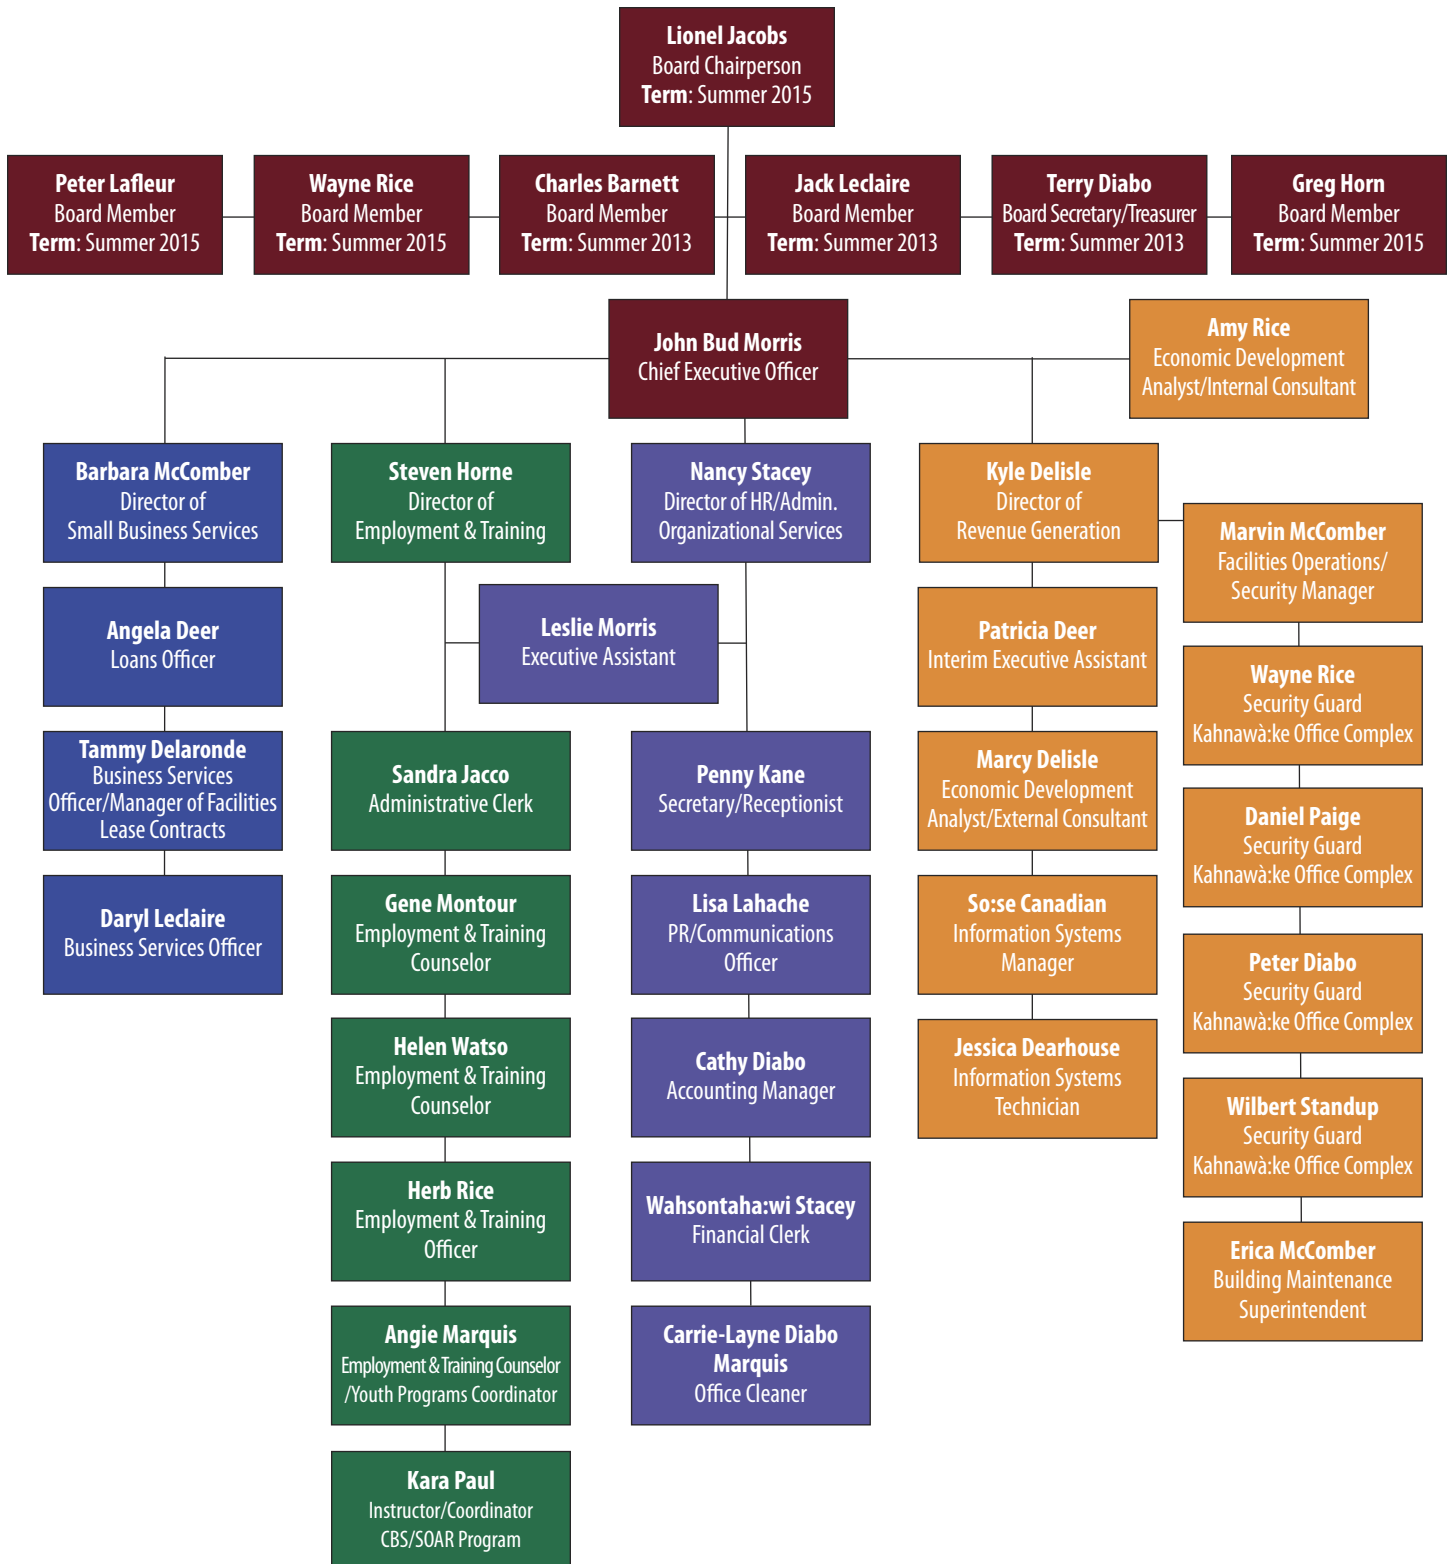 Lionel Jacobs
Board Chairperson
Term: Summer 2015
Peter Lafleur
Board Member
Term: Summer 2015
Wayne Rice
Board Member
Term: Summer 2015
Charles Barnett
Board Member
Term: Summer 2013
Jack Leclaire
Board Member
Term: Summer 2013
Terry Diabo
Board Secretary/Treasurer
Term: Summer 2013
Greg Horn
Board Member
Term: Summer 2015
John Bud Morris
Chief Executive Officer
Amy Rice
Economic Development
Analyst/Internal Consultant
Barbara McComber
Director of
Small Business Services
Angela Deer
Loans Officer
Tammy Delaronde
Business Services
Officer/Manager of Facilities
Lease Contracts
Daryl Leclaire
Business Services Officer
Steven Horne
Director of
Employment & Training
Sandra Jacco
Administrative Clerk
Gene Montour
Employment & Training
Counselor
Helen Watso
Employment & Training
Counselor
Herb Rice
Employment & Training
Officer
Angie Marquis
Employment & Training Counselor
/Youth Programs Coordinator
Kara Paul
Instructor/Coordinator
CBS/SOAR Program
Nancy Stacey
Director of HR/Admin.
Organizational Services
Leslie Morris
Executive Assistant
Penny Kane
Secretary/Receptionist
Lisa Lahache
PR/Communications
Officer
Cathy Diabo
Accounting Manager
Wahsontaha:wi Stacey
Financial Clerk
Carrie-Layne Diabo
Marquis
Office Cleaner
Kyle Delisle
Director of
Revenue Generation
Patricia Deer
Interim Executive Assistant
Marcy Delisle
Economic Development
Analyst/External Consultant
So:se Canadian
Information Systems
Manager
Jessica Dearhouse
Information Systems
Technician
Marvin McComber
Facilities Operations/
Security Manager
Wayne Rice
Security Guard
Kahnawà:ke Office Complex
Daniel Paige
Security Guard
Kahnawà:ke Office Complex
Peter Diabo
Security Guard
Kahnawà:ke Office Complex
Wilbert Standup
Security Guard
Kahnawà:ke Office Complex
Erica McComber
Building Maintenance
Superintendent